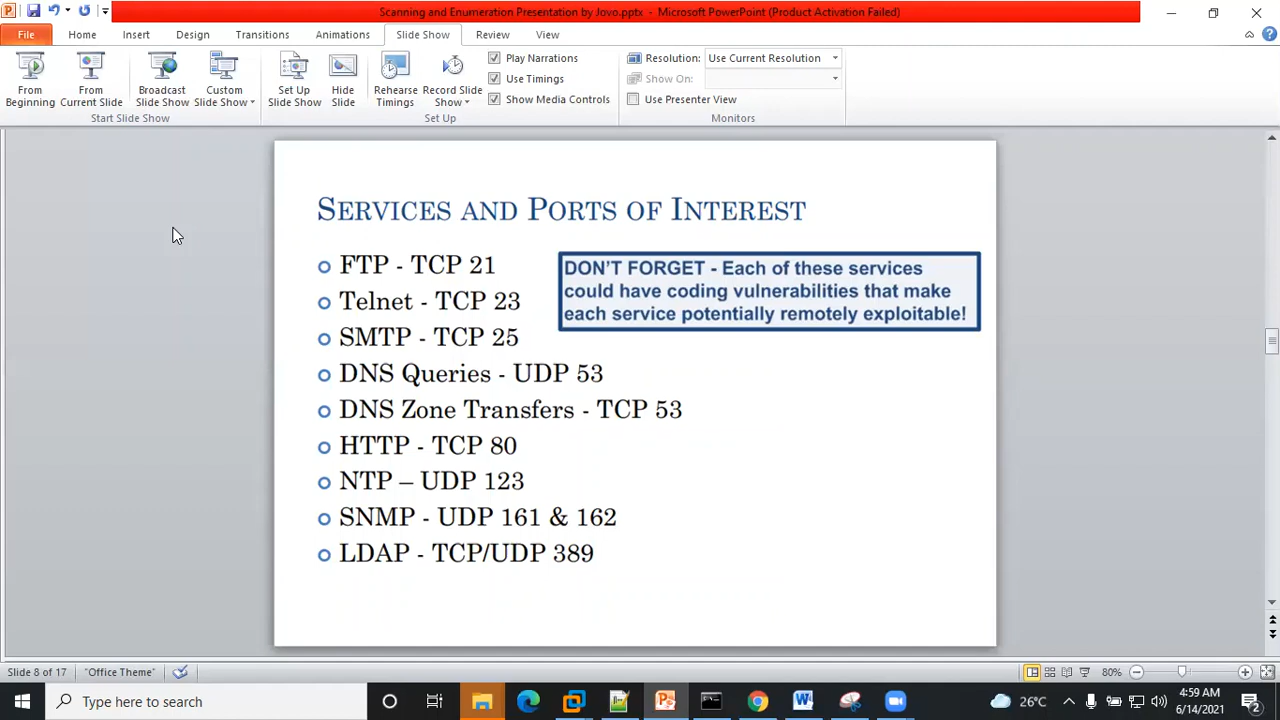 Scanning and Enumeration Presentation by Jovo.pptx - Microsoft PowerPoint (Product Activation Failed)
File Home Insert Design Transitions Animations Slide Show Review View
From Beginning
From Current Slide
Broadcast Slide Show
Custom Slide Show
Start Slide Show
Set Up Slide Show
Hide Slide
Rehearse Timings
Record Slide Show
Play Narrations
Use Timings
Show Media Controls
Set Up
Resolution: Use Current Resolution
Show On:
Use Presenter View
Monitors
SERVICES AND PORTS OF INTEREST
FTP - TCP 21
Telnet - TCP 23
SMTP - TCP 25
DNS Queries - UDP 53
DNS Zone Transfers - TCP 53
HTTP - TCP 80
NTP – UDP 123
SNMP - UDP 161 & 162
LDAP - TCP/UDP 389
DON'T FORGET - Each of these services
could have coding vulnerabilities that make
each service potentially remotely exploitable!
Slide 8 of 17 "Office Theme" 80%
Type here to search
26°C
4:59 AM
6/14/2021
2